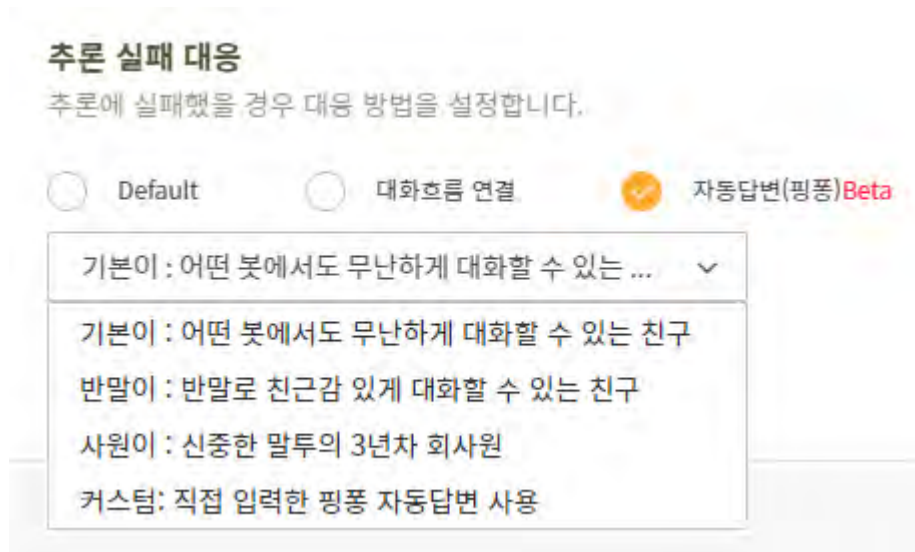 추론 실패 대응
추론에 실패했을 경우 대응 방법을 설정합니다.
Default 대화흐름 연결 자동답변(핑퐁)Beta
기본이 : 어떤 봇에서도 무난하게 대화할 수 있는 ...
기본이 : 어떤 봇에서도 무난하게 대화할 수 있는 친구
반말이 : 반말로 친근감 있게 대화할 수 있는 친구
사원이 : 신중한 말투의 3년차 회사원
커스텀: 직접 입력한 핑퐁 자동답변 사용